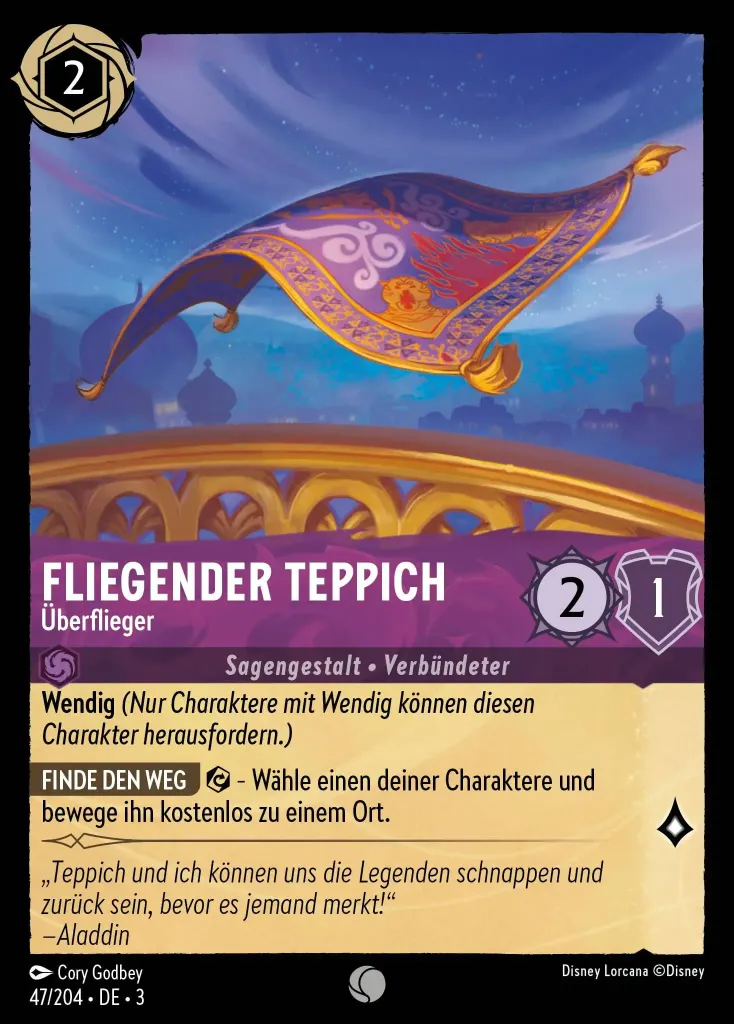 2
FLIEGENDER TEPPICH
Überflieger
2
1
Sagengestalt • Verbündeter
Wendig (Nur Charaktere mit Wendig können diesen
Charakter herausfordern.)
FINDE DEN WEG - Wähle einen deiner Charaktere und
bewege ihn kostenlos zu einem Ort.
„Teppich und ich können uns die Legenden schnappen und
zurück sein, bevor es jemand merkt!“
–Aladdin
Cory Godbey
Disney Lorcana ©Disney
47/204 • DE • 3